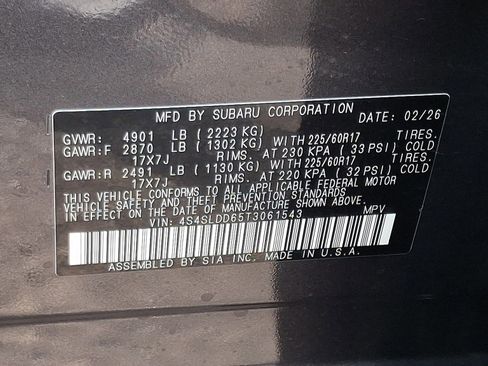 MFD BY SUBARU CORPORATION DATE: 02/26
GVWR: 4901 LB (2223 KG)
GAWR:F 2870 LB (1302 KG) WITH 225/60R17 TIRES.
17X7J RIMS. AT 230 KPA (33 PSI) COLD
GAWR:R 2491 LB (1130 KG) WITH 225/60R17 TIRES.
17X7J RIMS. AT 220 KPA (32 PSI) COLD
THIS VEHICLE CONFORMS TO ALL APPLICABLE FEDERAL MOTOR
VEHICLE SAFETY AND THEFT PREVENTION STANDARDS
IN EFFECT ON THE DATE OF MANUFACTURE SHOWN ABOVE.
VIN: 4S4SLDD65T3061543 MPV
ASSEMBLED BY SIA INC. MADE IN U.S.A.